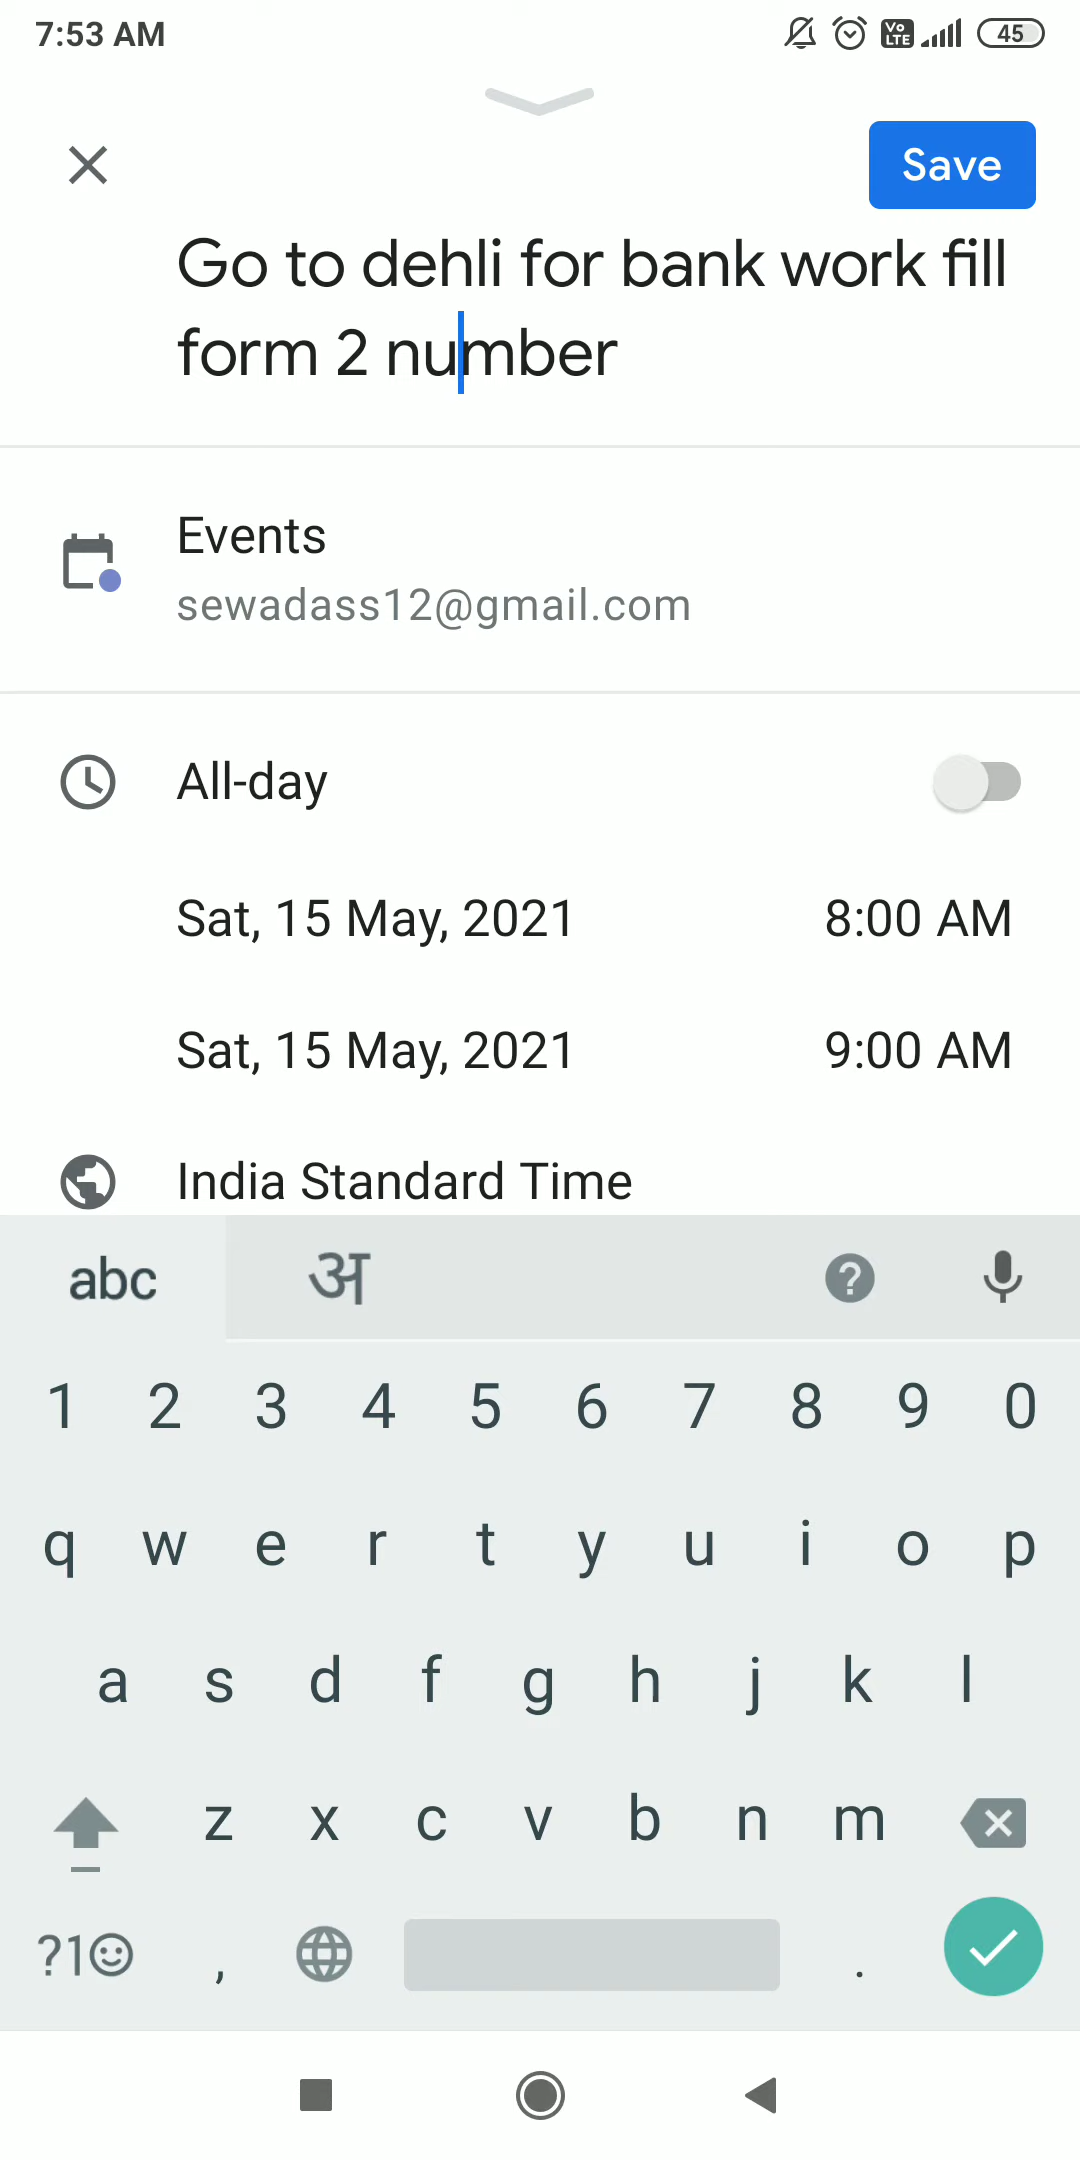 7:53 AM Vo LTE 45
Save
Go to dehli for bank work fill
form 2 number
Events
sewadass12@gmail.com
All-day
Sat, 15 May, 2021 8:00 AM
Sat, 15 May, 2021 9:00 AM
India Standard Time
abc अ ?
1 2 3 4 5 6 7 8 9 0
q w e r t y u i o p
a s d f g h j k l
z x c v b n m
?1☺ , .